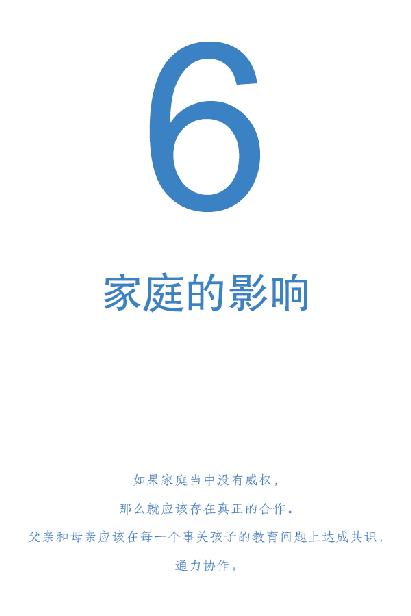 6
家庭的影响
如果家庭当中没有威权，
那么就应该存在真正的合作。
父亲和母亲应该在每一个事关孩子的教育问题上达成共识，
通力协作。